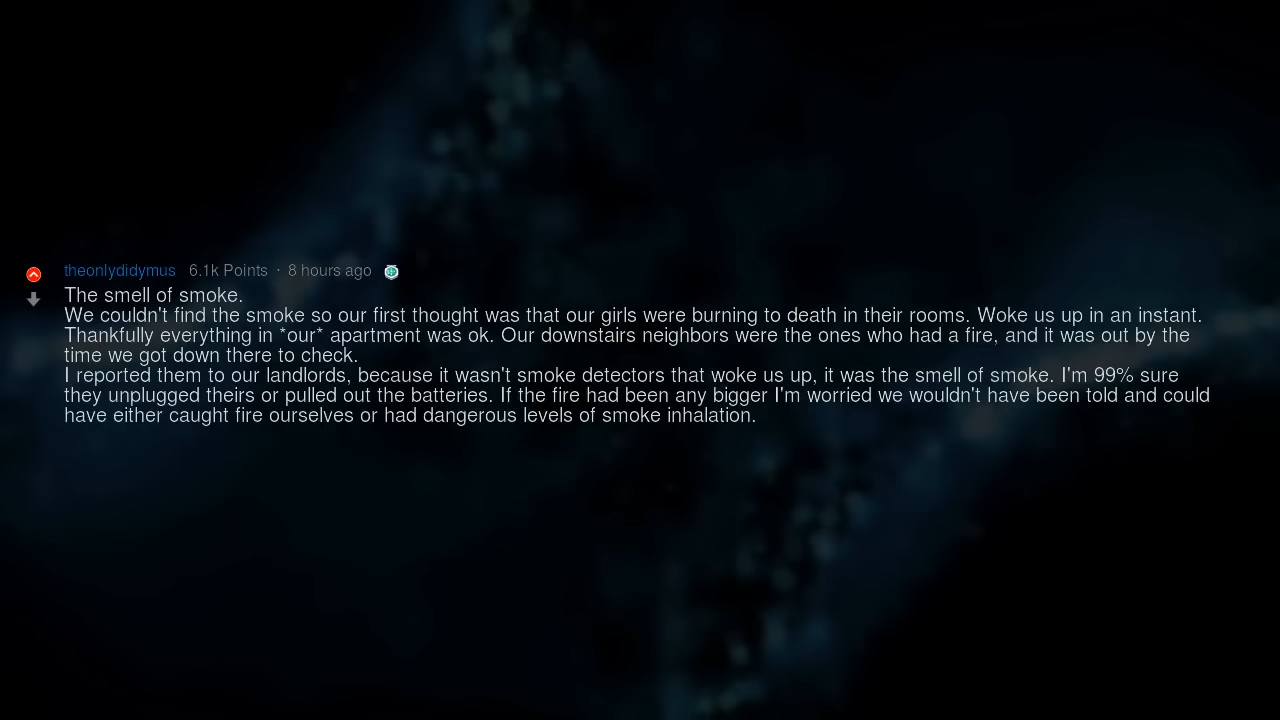 theonlydidymus 6.1k Points · 8 hours ago
The smell of smoke.
We couldn't find the smoke so our first thought was that our girls were burning to death in their rooms. Woke us up in an instant.
Thankfully everything in *our* apartment was ok. Our downstairs neighbors were the ones who had a fire, and it was out by the
time we got down there to check.
I reported them to our landlords, because it wasn't smoke detectors that woke us up, it was the smell of smoke. I'm 99% sure
they unplugged theirs or pulled out the batteries. If the fire had been any bigger I'm worried we wouldn't have been told and could
have either caught fire ourselves or had dangerous levels of smoke inhalation.